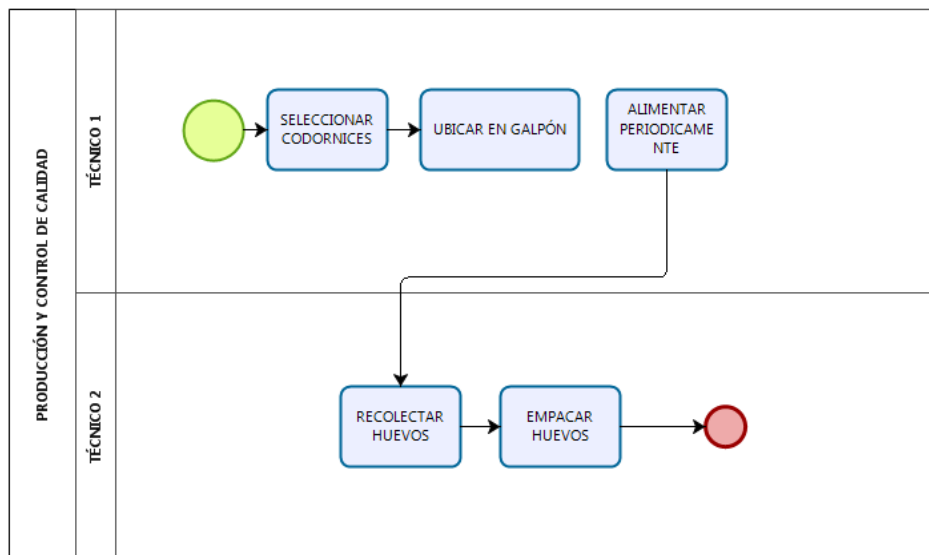 PRODUCCIÓN Y CONTROL DE CALIDAD
TÉCNICO 1
SELECCIONAR
CODORNICES
UBICAR EN GALPÓN
ALIMENTAR
PERIODICAME
NTE
TÉCNICO 2
RECOLECTAR
HUEVOS
EMPACAR
HUEVOS